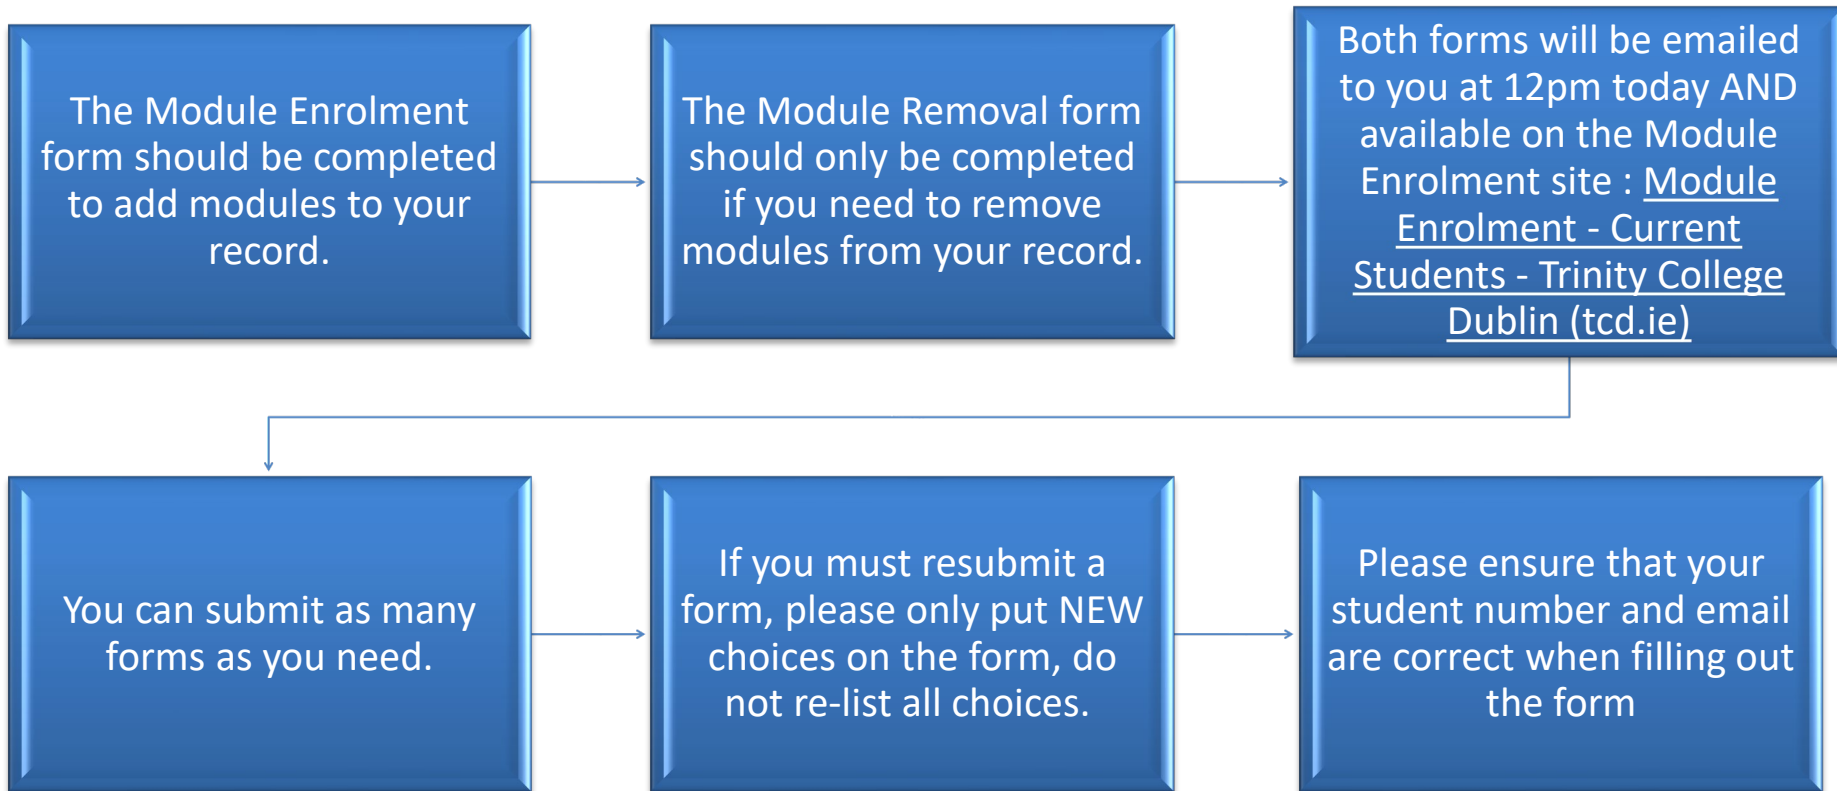 The Module Enrolment
form should be completed
to add modules to your
record.
The Module Removal form
should only be completed
if you need to remove
modules from your record.
Both forms will be emailed
to you at 12pm today AND
available on the Module
Enrolment site : Module
Enrolment - Current
Students - Trinity College
Dublin (tcd.ie)
You can submit as many
forms as you need.
If you must resubmit a
form, please only put NEW
choices on the form, do
not re-list all choices.
Please ensure that your
student number and email
are correct when filling out
the form